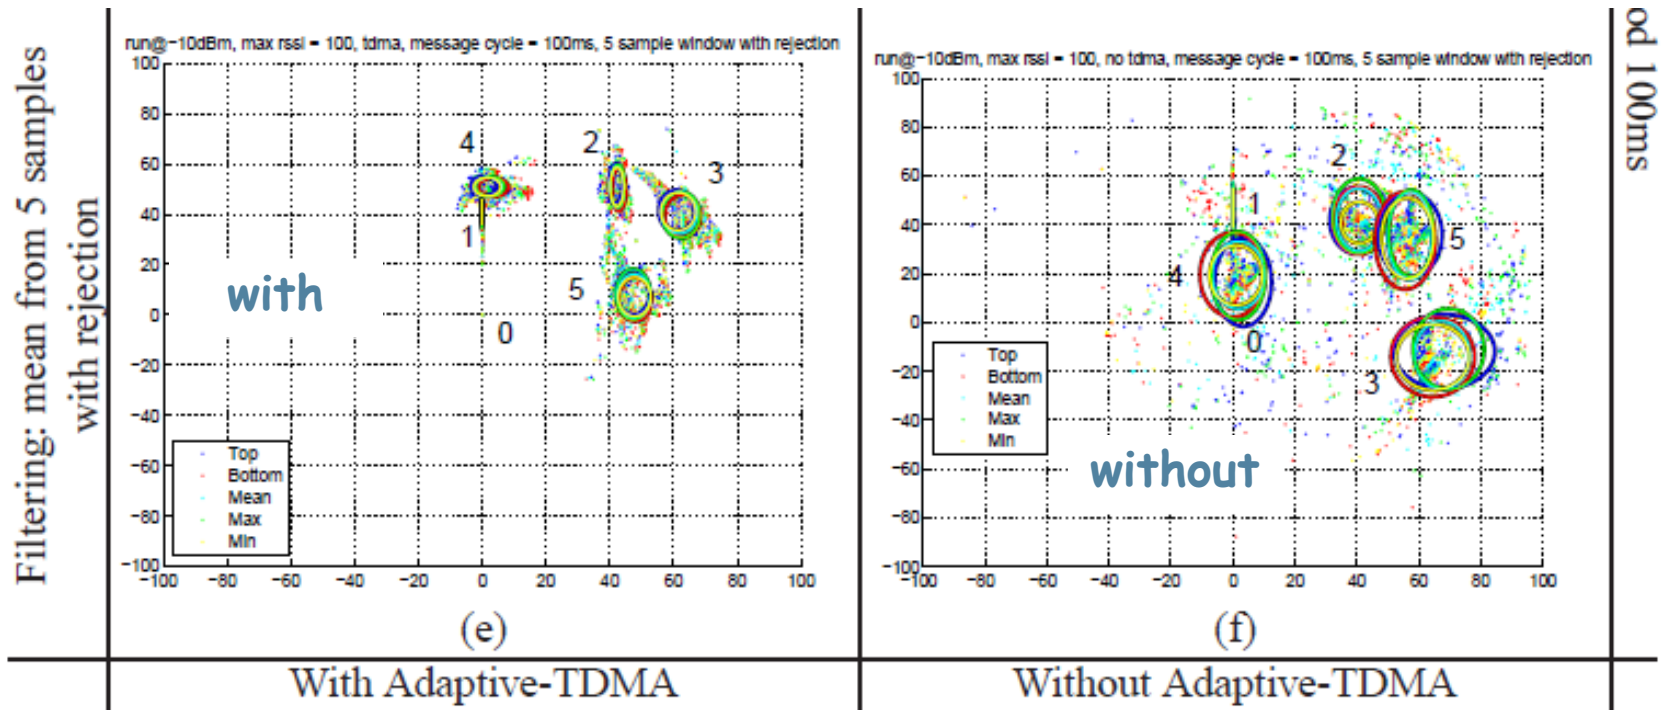 Filtering: mean from 5 samples
with rejection
run@-10dBm, max rssi = 100, tdma, message cycle = 100ms, 5 sample window with rejection
100
80
60
40
20
0
-20
-40
-60
-80
-100
-100 -80 -60 -40 -20 0 20 40 60 80 100
4
2
3
1
5
0
with
Top
Bottom
Mean
Max
Min
(e)
With Adaptive-TDMA
run@-10dBm, max rssi = 100, no tdma, message cycle = 100ms, 5 sample window with rejection
100
80
60
40
20
0
-20
-40
-60
-80
-100
-100 -80 -60 -40 -20 0 20 40 60 80 100
2
1
5
4
0
3
Top
Bottom
Mean
Max
Min
without
(f)
Without Adaptive-TDMA
od 100ms